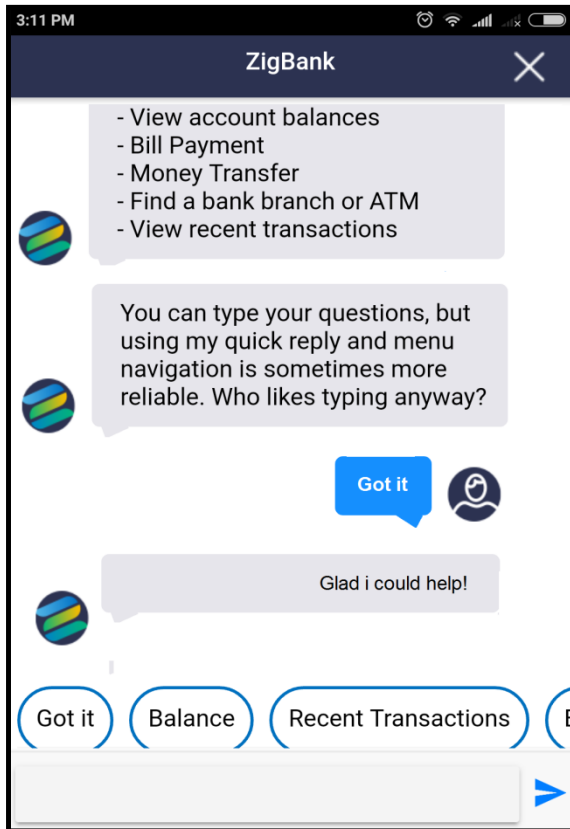 3:11 PM
ZigBank
- View account balances
- Bill Payment
- Money Transfer
- Find a bank branch or ATM
- View recent transactions
You can type your questions, but
using my quick reply and menu
navigation is sometimes more
reliable. Who likes typing anyway?
Got it
Glad i could help!
Got it
Balance
Recent Transactions